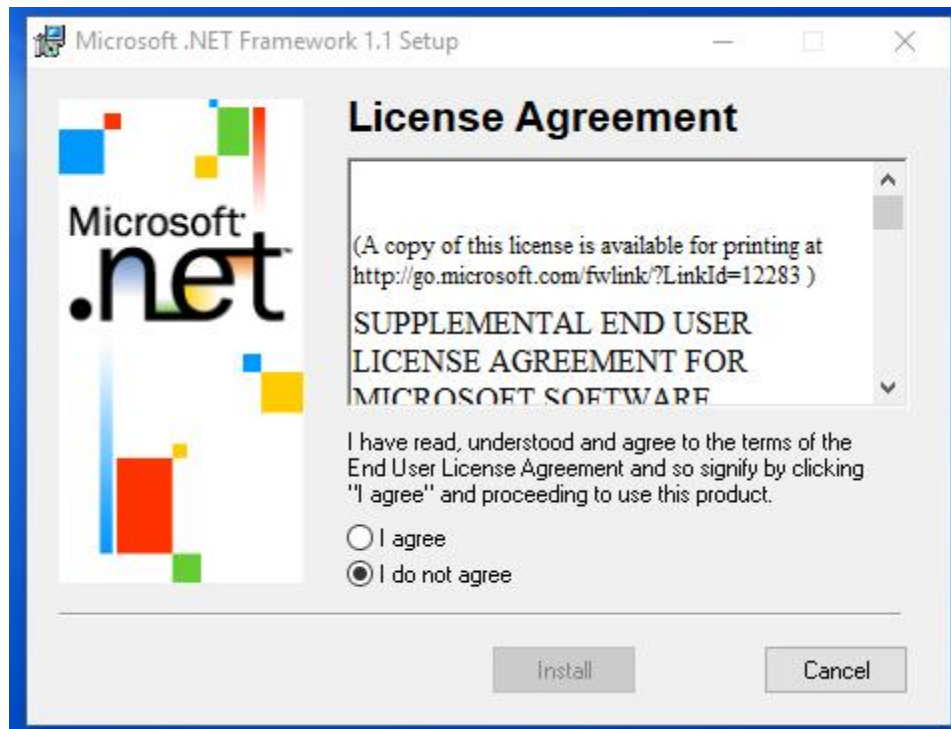 Microsoft .NET Framework 1.1 Setup
License Agreement
Microsoft
.net
(A copy of this license is available for printing at
http://go.microsoft.com/fwlink/?LinkId=12283 )
SUPPLEMENTAL END USER
LICENSE AGREEMENT FOR
MICROSOFT SOFTWARE
I have read, understood and agree to the terms of the
End User License Agreement and so signify by clicking
"I agree" and proceeding to use this product.
I agree
I do not agree
Install
Cancel